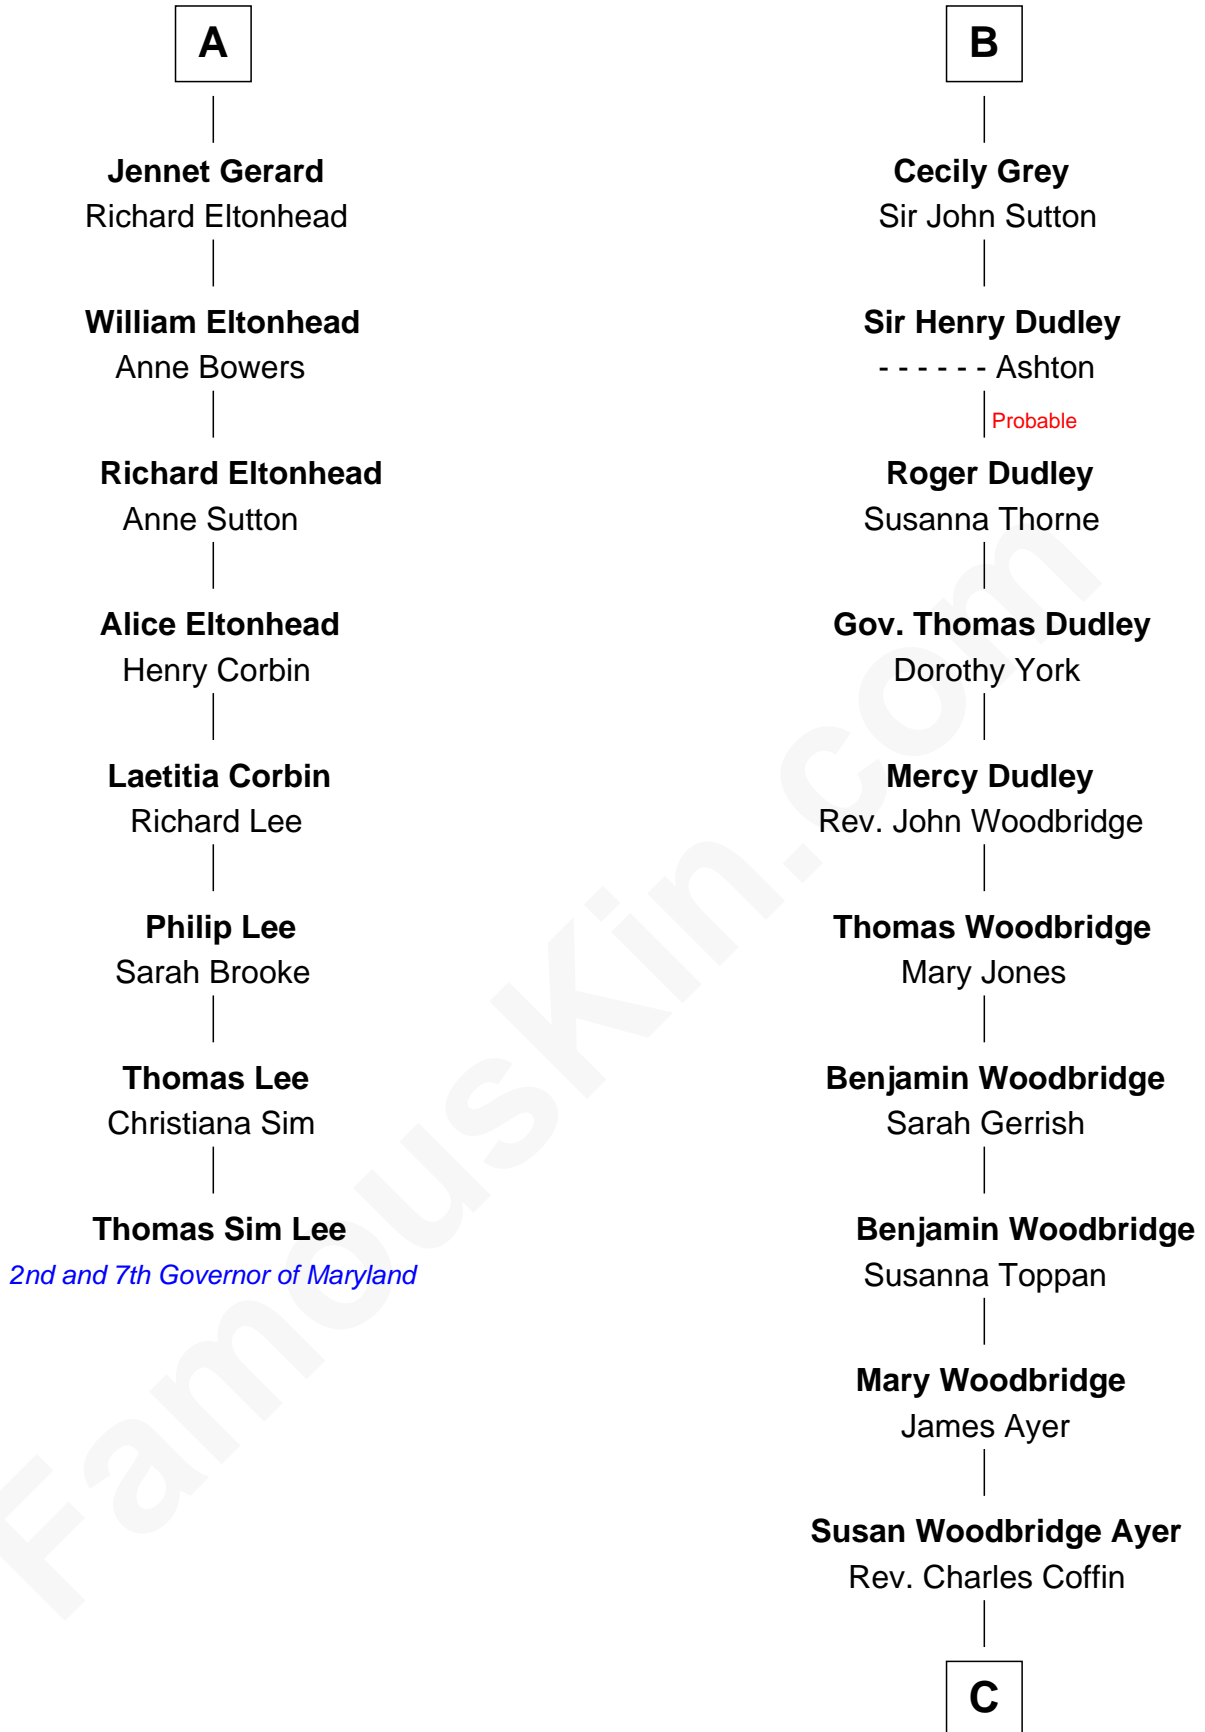 A
Jennet Gerard
Richard Eltonhead
William Eltonhead
Anne Bowers
Richard Eltonhead
Anne Sutton
Alice Eltonhead
Henry Corbin
Laetitia Corbin
Richard Lee
Philip Lee
Sarah Brooke
Thomas Lee
Christiana Sim
Thomas Sim Lee
2nd and 7th Governor of Maryland
B
Cecily Grey
Sir John Sutton
Sir Henry Dudley
- - - - - - Ashton
Probable
Roger Dudley
Susanna Thorne
Gov. Thomas Dudley
Dorothy York
Mercy Dudley
Rev. John Woodbridge
Thomas Woodbridge
Mary Jones
Benjamin Woodbridge
Sarah Gerrish
Benjamin Woodbridge
Susanna Toppan
Mary Woodbridge
James Ayer
Susan Woodbridge Ayer
Rev. Charles Coffin
C
FamousKin.com